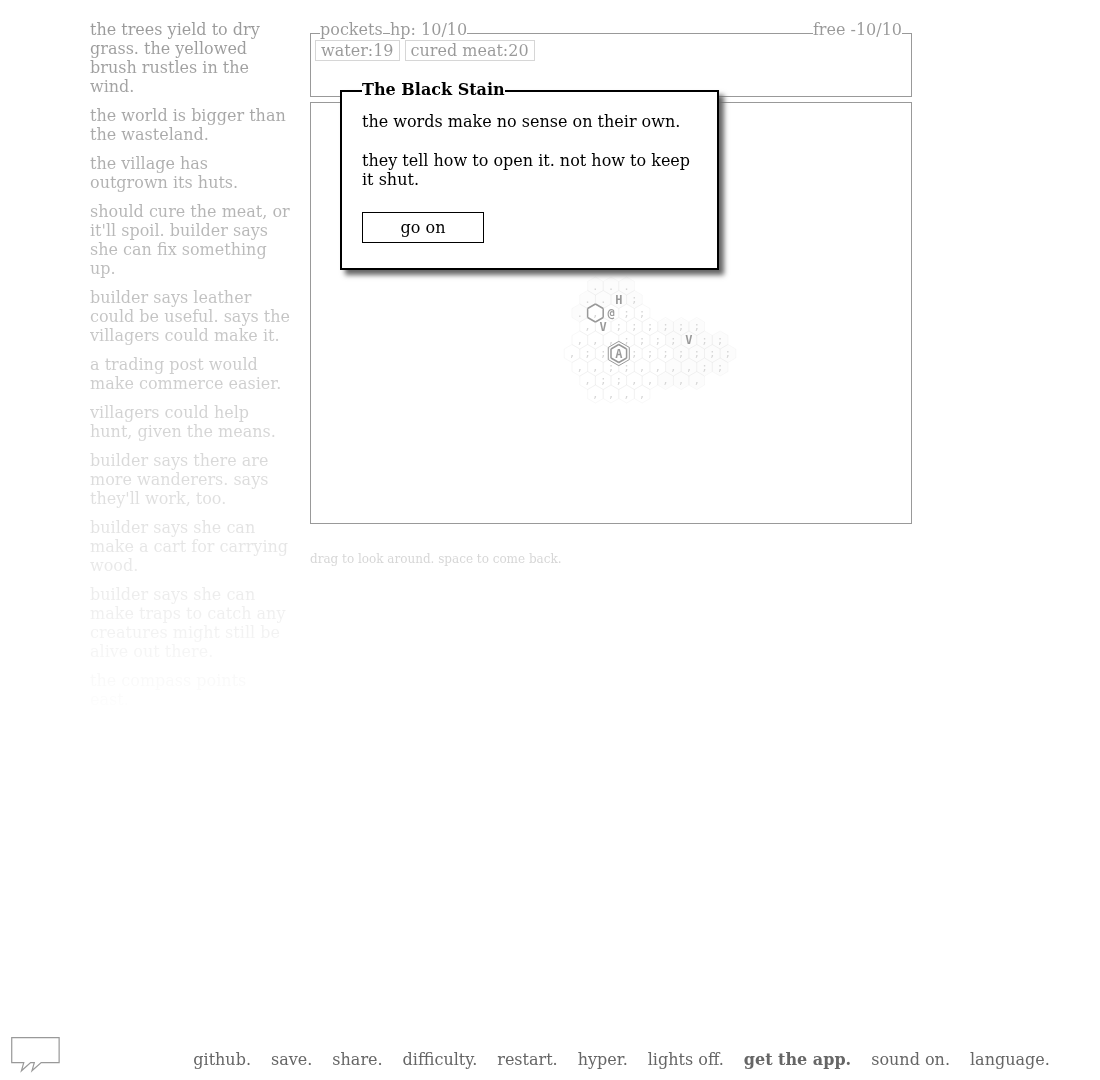 the trees yield to dry
grass. the yellowed
brush rustles in the
wind.
the world is bigger than
the wasteland.
the village has
outgrown its huts.
should cure the meat, or
it'll spoil. builder says
she can fix something
up.
builder says leather
could be useful. says the
villagers could make it.
a trading post would
make commerce easier.
villagers could help
hunt, given the means.
builder says there are
more wanderers. says
they'll work, too.
builder says she can
make a cart for carrying
wood.
builder says she can
make traps to catch any
creatures might still be
alive out there
the compass points
pockets hp: 10/10 free -10/10
water:19 cured meat:20
The Black Stain
the words make no sense on their own.
they tell how to open it. not how to keep
it shut.
go on
H
@
V
V
A
drag to look around. space to come back.
github. save. share. difficulty. restart. hyper. lights off. get the app. sound on. language.